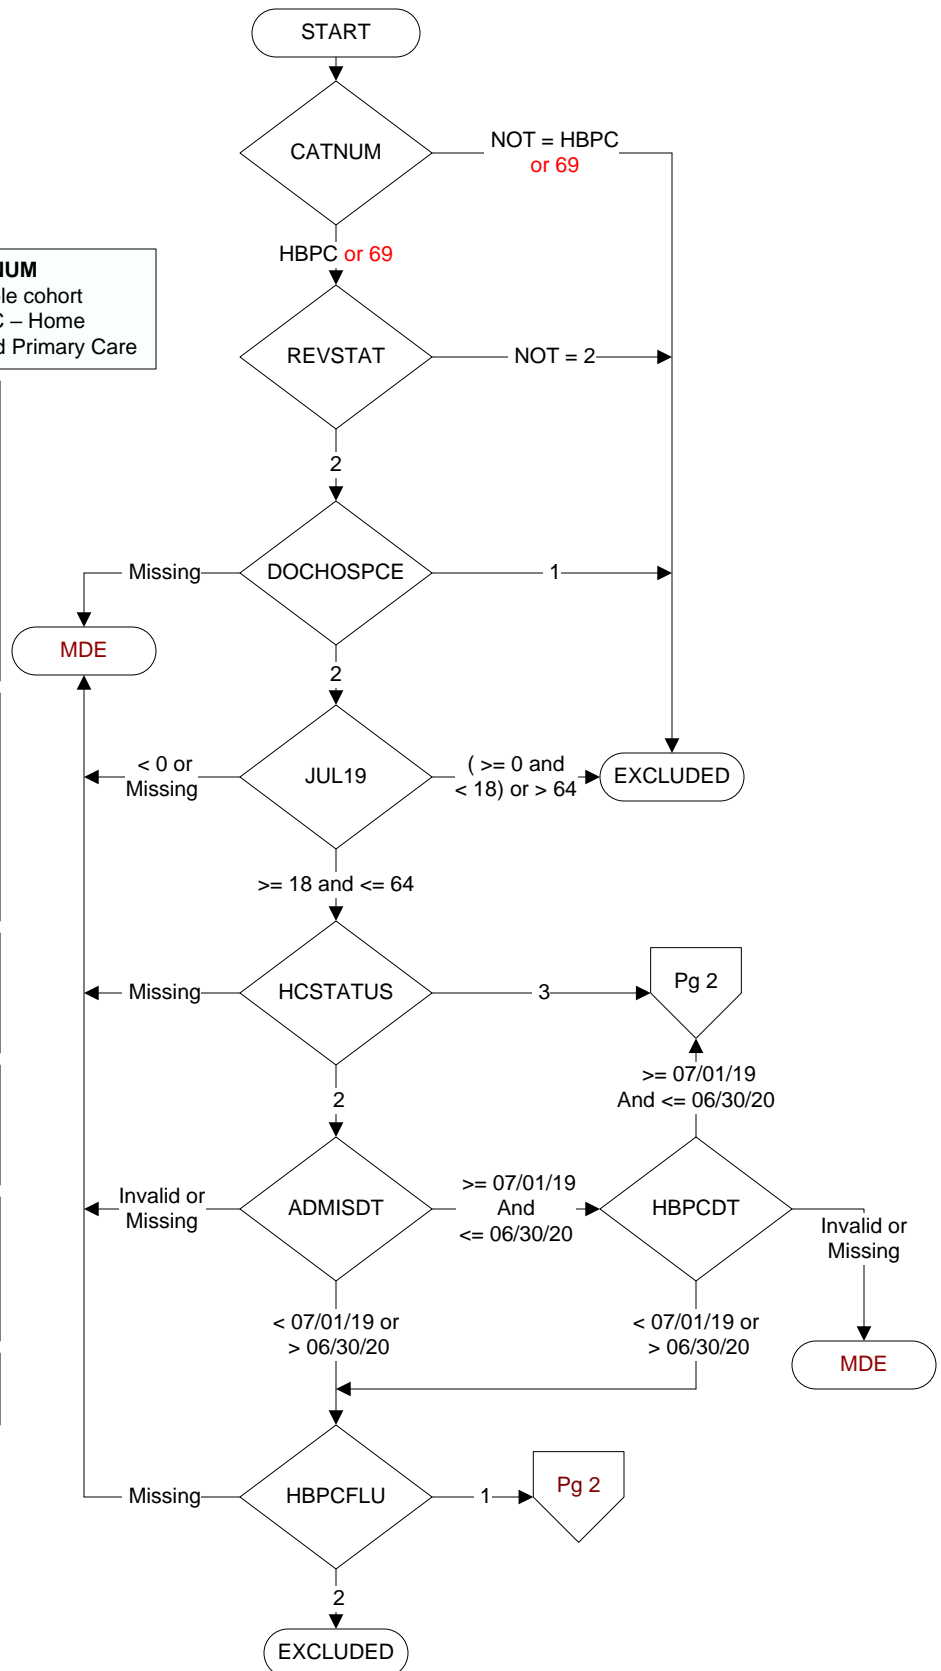 START
CATNUM
NOT = HBPC
or 69
HBPC or 69
cohort
– Home
Primary Care
REVSTAT
NOT = 2
2
DOCHOSPCE
Missing
1
MDE
2
JUL19
< 0 or
Missing
( >= 0 and
< 18) or > 64
EXCLUDED
>= 18 and <= 64
HCSTATUS
Missing
3
Pg 2
2
>= 07/01/19
And <= 06/30/20
ADMISDT
Invalid or
Missing
>= 07/01/19
And
<= 06/30/20
HBPCDT
Invalid or
Missing
< 07/01/19 or
> 06/30/20
< 07/01/19 or
> 06/30/20
MDE
HBPCFLU
Missing
1
Pg 2
2
EXCLUDED